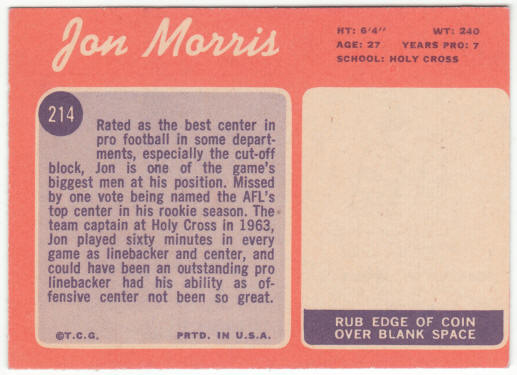 Jon Morris
HT: 6'4" WT: 240
AGE: 27 YEARS PRO: 7
SCHOOL: HOLY CROSS
214
Rated as the best center in
pro football in some depart-
ments, especially the cut-off
block, Jon is one of the game's
biggest men at his position. Missed
by one vote being named the AFL's
top center in his rookie season. The
team captain at Holy Cross in 1963,
Jon played sixty minutes in every
game as linebacker and center, and
could have been an outstanding pro
linebacker had his ability as of-
fensive center not been so great.
©T.C.G. PRTD. IN U.S.A.
RUB EDGE OF COIN
OVER BLANK SPACE